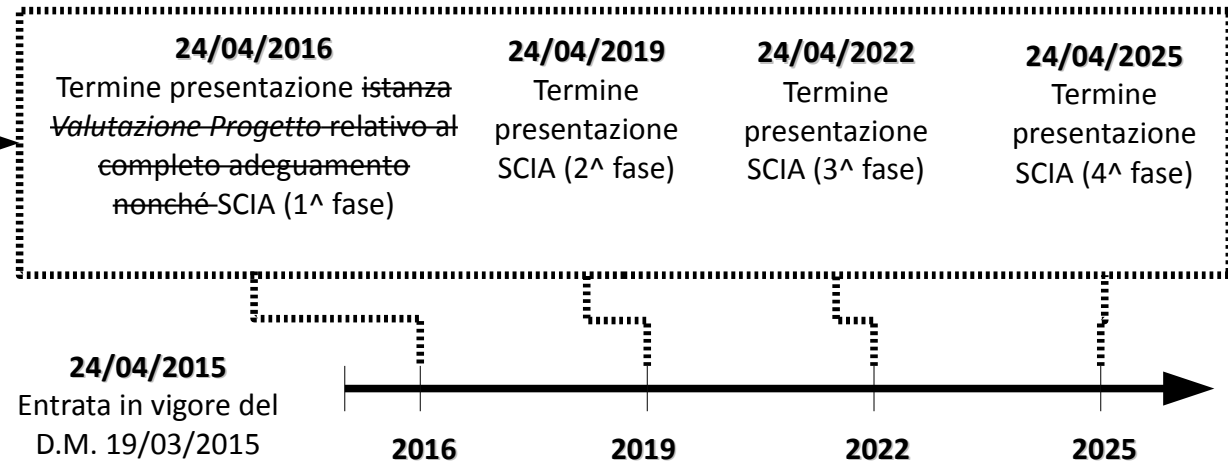 24/04/2016
Termine presentazione istanza
Valutazione Progetto relativo al
completo adeguamento
nonché SCIA (1^ fase)
24/04/2019
Termine
presentazione
SCIA (2^ fase)
24/04/2022
Termine
presentazione
SCIA (3^ fase)
24/04/2025
Termine
presentazione
SCIA (4^ fase)
24/04/2015
Entrata in vigore del
D.M. 19/03/2015
2016
2019
2022
2025